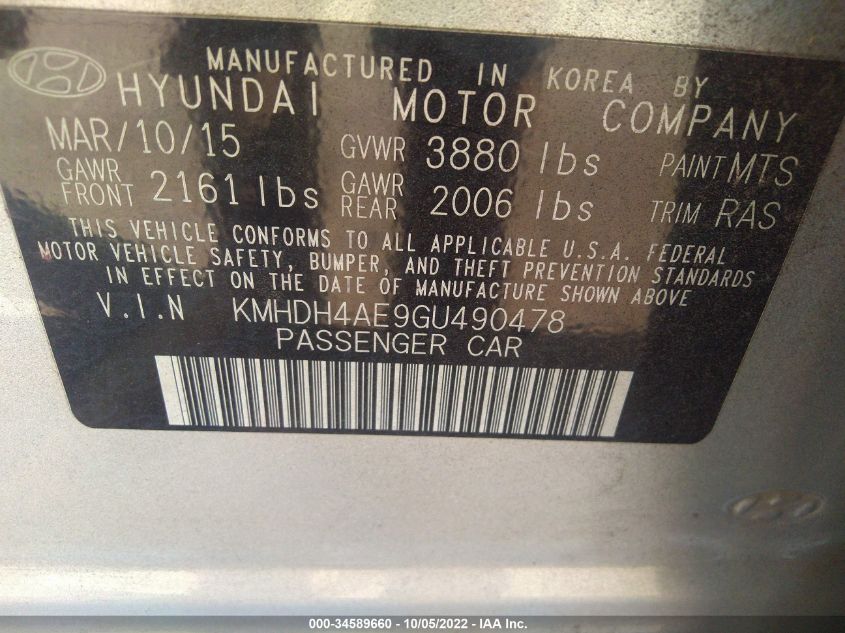 MANUFACTURED IN KOREA BY
HYUNDAI MOTOR COMPANY
MAR/10/15 GVWR 3880 lbs PAINT MTS
GAWR FRONT 2161 lbs GAWR REAR 2006 lbs TRIM RAS
THIS VEHICLE CONFORMS TO ALL APPLICABLE U.S.A. FEDERAL
MOTOR VEHICLE SAFETY, BUMPER, AND THEFT PREVENTION STANDARDS
IN EFFECT ON THE DATE OF MANUFACTURE SHOWN ABOVE
V.I.N KMHDH4AE9GU490478
PASSENGER CAR
000-34589660 - 10/05/2022 - IAA Inc.